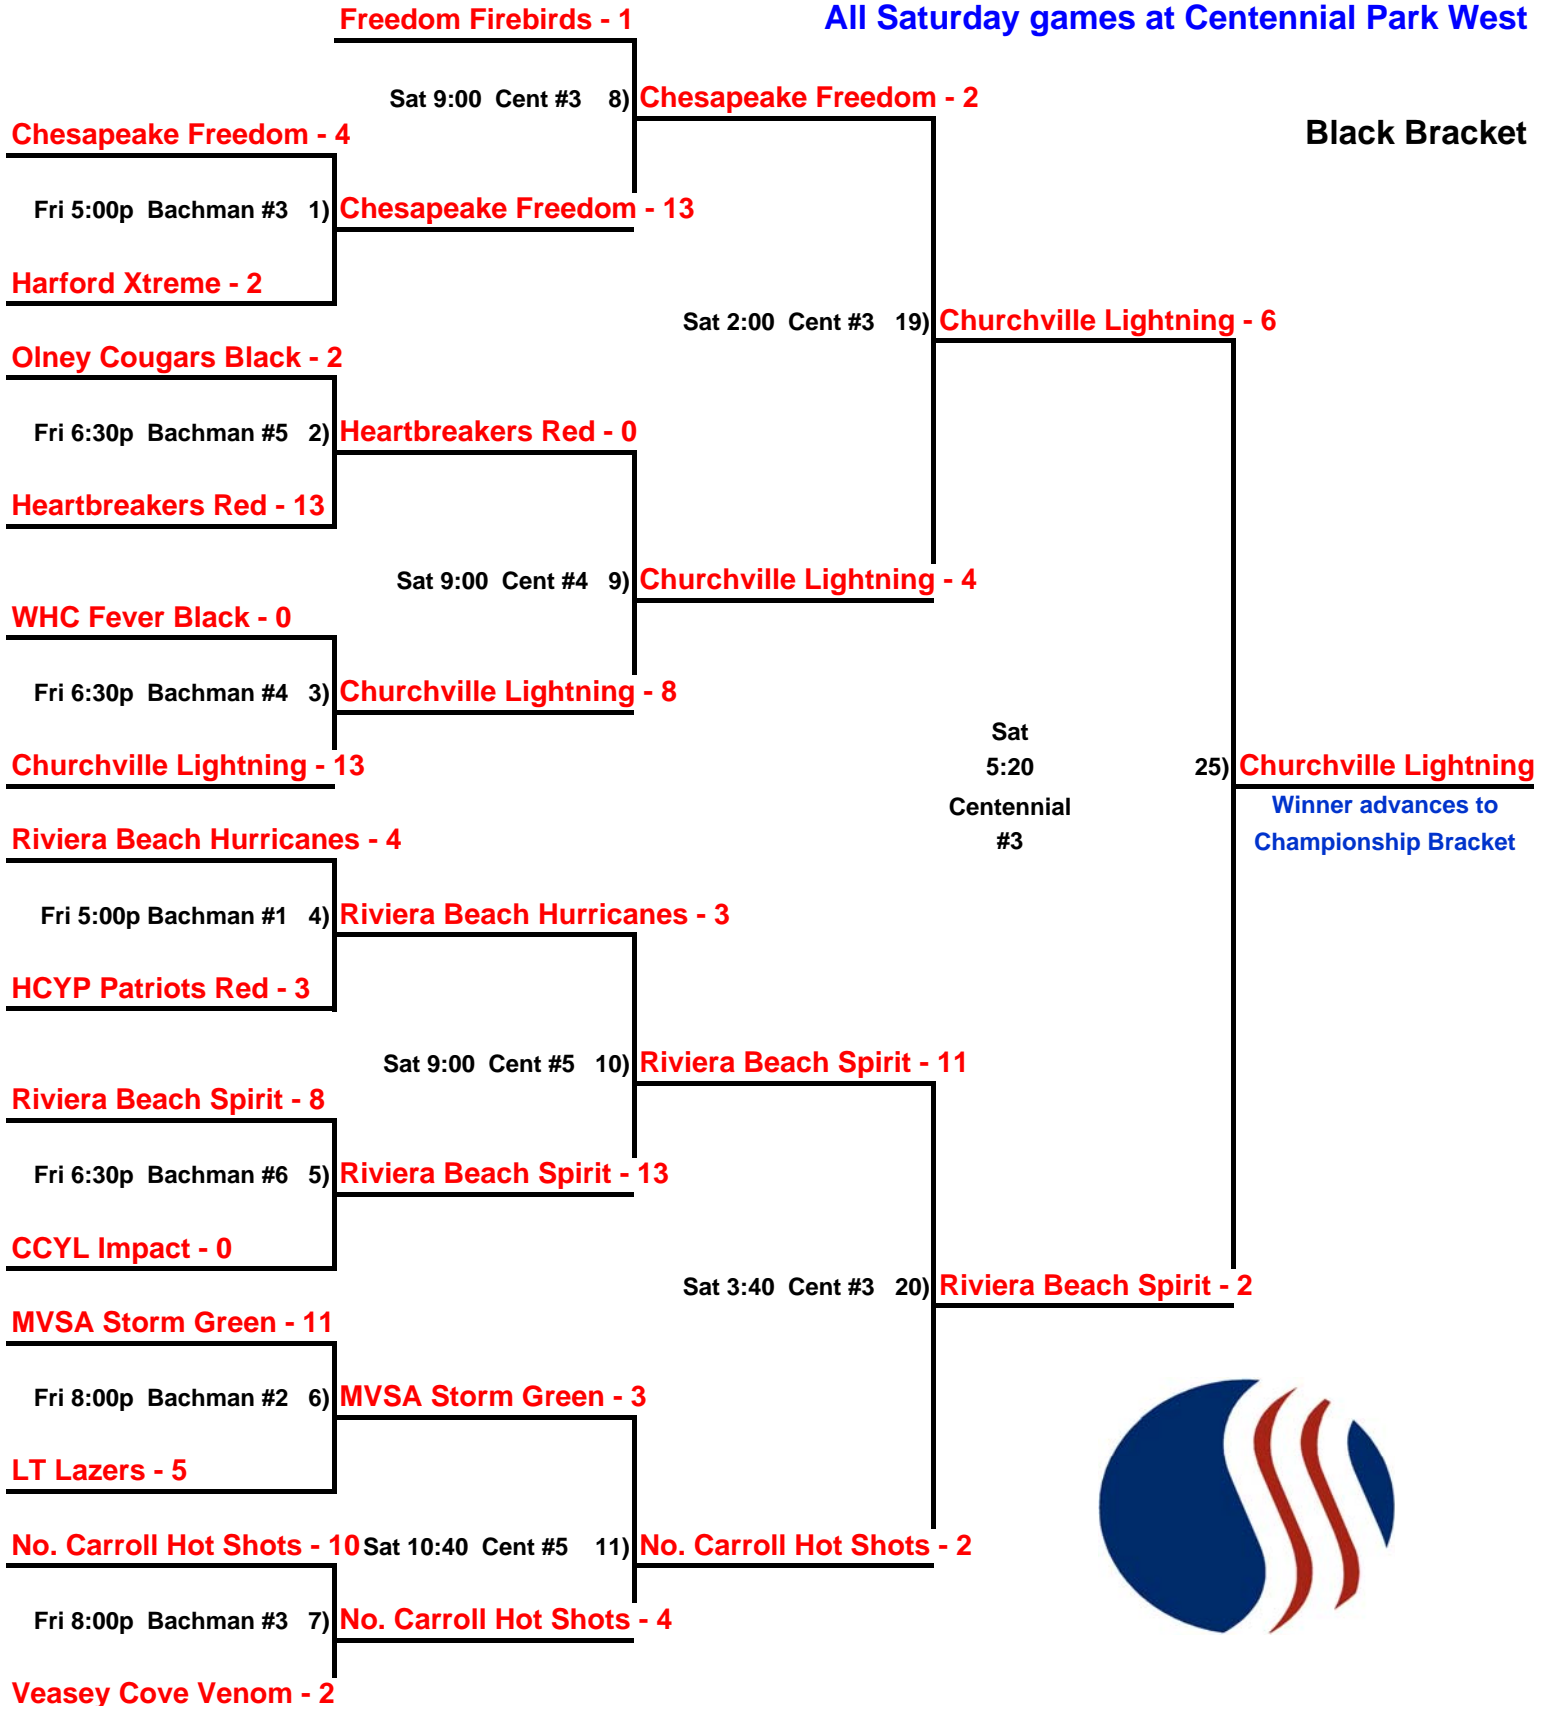 Freedom Firebirds - 1
All Saturday games at Centennial Park West
Sat 9:00 Cent #3 8) Chesapeake Freedom - 2
Chesapeake Freedom - 4
Black Bracket
Fri 5:00p Bachman #3 1) Chesapeake Freedom - 13
Harford Xtreme - 2
Sat 2:00 Cent #3 19) Churchville Lightning - 6
Olney Cougars Black - 2
Fri 6:30p Bachman #5 2) Heartbreakers Red - 0
Heartbreakers Red - 13
Sat 9:00 Cent #4 9) Churchville Lightning - 4
WHC Fever Black - 0
Fri 6:30p Bachman #4 3) Churchville Lightning - 8
Sat
Churchville Lightning - 13
5:20
25) Churchville Lightning
Centennial
Winner advances to
Riviera Beach Hurricanes - 4
#3
Championship Bracket
Fri 5:00p Bachman #1 4) Riviera Beach Hurricanes - 3
HCYP Patriots Red - 3
Sat 9:00 Cent #5 10) Riviera Beach Spirit - 11
Riviera Beach Spirit - 8
Fri 6:30p Bachman #6 5) Riviera Beach Spirit - 13
CCYL Impact - 0
Sat 3:40 Cent #3 20) Riviera Beach Spirit - 2
MVSA Storm Green - 11
Fri 8:00p Bachman #2 6) MVSA Storm Green - 3
LT Lazers - 5
No. Carroll Hot Shots - 10
Sat 10:40 Cent #5 11) No. Carroll Hot Shots - 2
Fri 8:00p Bachman #3 7) No. Carroll Hot Shots - 4
Veasey Cove Venom - 2